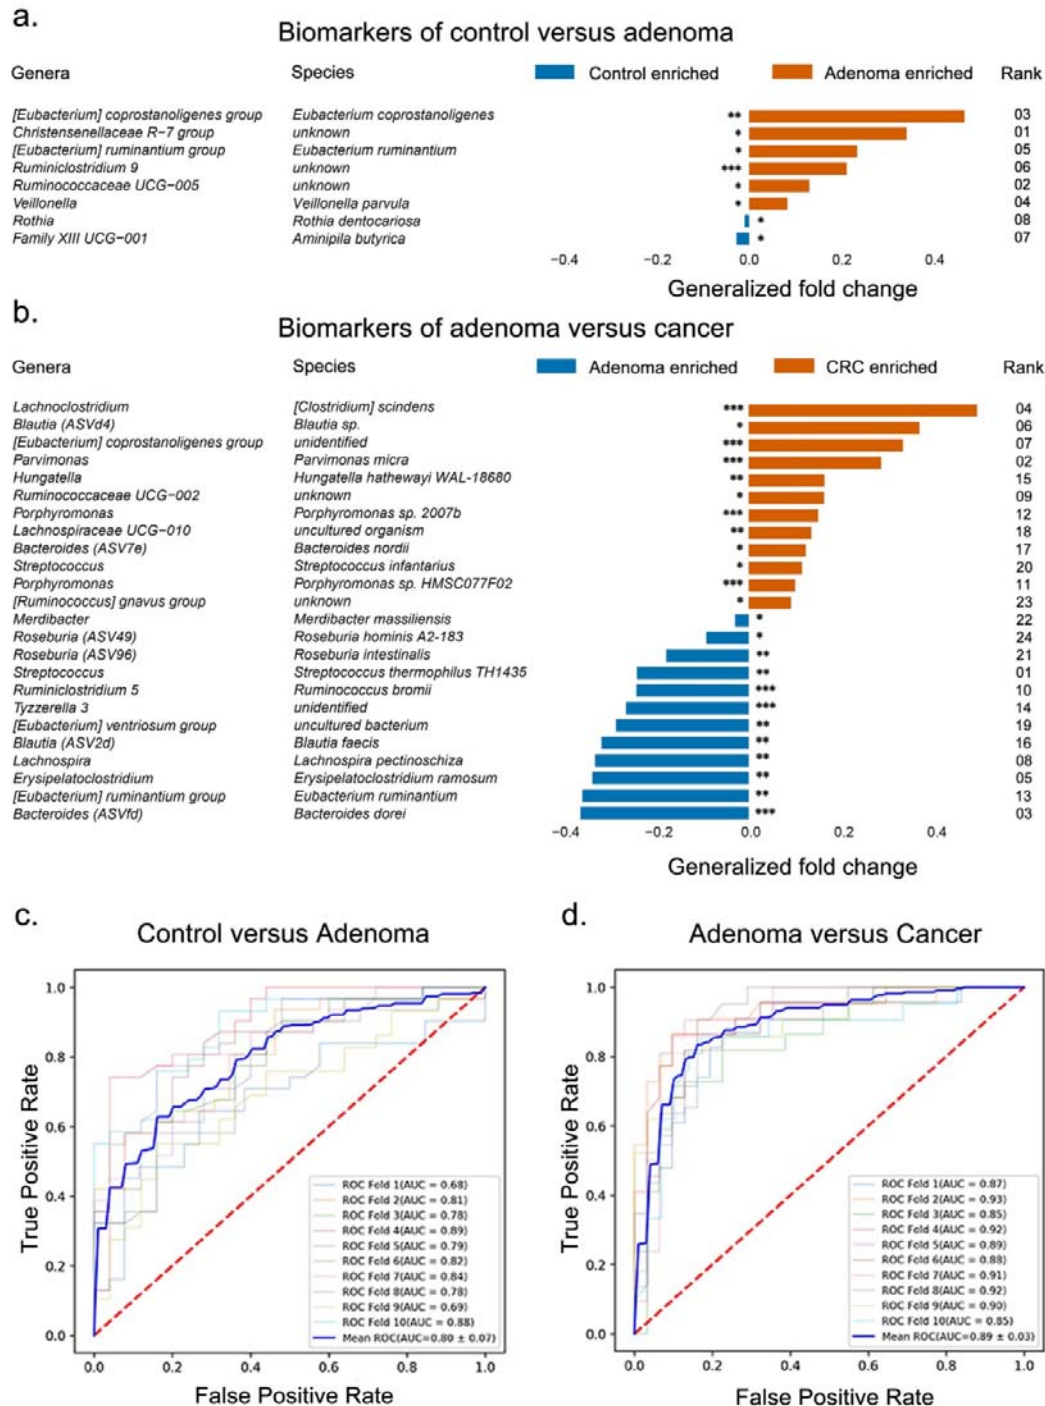 a.
Biomarkers of control versus adenoma
Genera Species Control enriched Adenoma enriched Rank
[Eubacterium] coprostanoligenes group Eubacterium coprostanoligenes ** 03
Christensenellaceae R−7 group unknown * 01
[Eubacterium] ruminantium group Eubacterium ruminantium * 05
Ruminiclostridium 9 unknown *** 06
Ruminococcaceae UCG−005 unknown * 02
Veillonella Veillonella parvula * 04
Rothia Rothia dentocariosa * 08
Family XIII UCG−001 Aminipila butyrica * 07
−0.4 −0.2 0.0 0.2 0.4
Generalized fold change
b.
Biomarkers of adenoma versus cancer
Genera Species Adenoma enriched CRC enriched Rank
Lachnoclostridium [Clostridium] scindens *** 04
Blautia (ASVd4) Blautia sp. * 06
[Eubacterium] coprostanoligenes group unidentified *** 07
Parvimonas Parvimonas micra *** 02
Hungatella Hungatella hathewayi WAL-18680 ** 15
Ruminococcaceae UCG−002 unknown * 09
Porphyromonas Porphyromonas sp. 2007b *** 12
Lachnospiraceae UCG−010 uncultured organism ** 18
Bacteroides (ASV7e) Bacteroides nordii * 17
Streptococcus Streptococcus infantarius * 20
Porphyromonas Porphyromonas sp. HMSC077F02 *** 11
[Ruminococcus] gnavus group unknown * 23
Merdibacter Merdibacter massiliensis * 22
Roseburia (ASV49) Roseburia hominis A2-183 * 24
Roseburia (ASV96) Roseburia intestinalis ** 21
Streptococcus Streptococcus thermophilus TH1435 ** 01
Ruminiclostridium 5 Ruminococcus bromii *** 10
Tyzzerella 3 unidentified *** 14
[Eubacterium] ventriosum group uncultured bacterium ** 19
Blautia (ASV2d) Blautia faecis ** 16
Lachnospira Lachnospira pectinoschiza ** 08
Erysipelatoclostridium Erysipelatoclostridium ramosum ** 05
[Eubacterium] ruminantium group Eubacterium ruminantium ** 13
Bacteroides (ASVfd) Bacteroides dorei *** 03
−0.4 −0.2 0.0 0.2 0.4
Generalized fold change
c.
Control versus Adenoma
True Positive Rate
1.0
0.8
0.6
0.4
0.2
0.0
ROC Fold 1(AUC = 0.68)
ROC Fold 2(AUC = 0.81)
ROC Fold 3(AUC = 0.78)
ROC Fold 4(AUC = 0.89)
ROC Fold 5(AUC = 0.79)
ROC Fold 6(AUC = 0.82)
ROC Fold 7(AUC = 0.84)
ROC Fold 8(AUC = 0.78)
ROC Fold 9(AUC = 0.69)
ROC Fold 10(AUC = 0.88)
Mean ROC(AUC=0.80 ± 0.07)
0.0 0.2 0.4 0.6 0.8 1.0
False Positive Rate
d.
Adenoma versus Cancer
True Positive Rate
1.0
0.8
0.6
0.4
0.2
0.0
ROC Fold 1(AUC = 0.87)
ROC Fold 2(AUC = 0.93)
ROC Fold 3(AUC = 0.85)
ROC Fold 4(AUC = 0.92)
ROC Fold 5(AUC = 0.89)
ROC Fold 6(AUC = 0.88)
ROC Fold 7(AUC = 0.91)
ROC Fold 8(AUC = 0.92)
ROC Fold 9(AUC = 0.90)
ROC Fold 10(AUC = 0.85)
Mean ROC(AUC=0.89 ± 0.03)
0.0 0.2 0.4 0.6 0.8 1.0
False Positive Rate